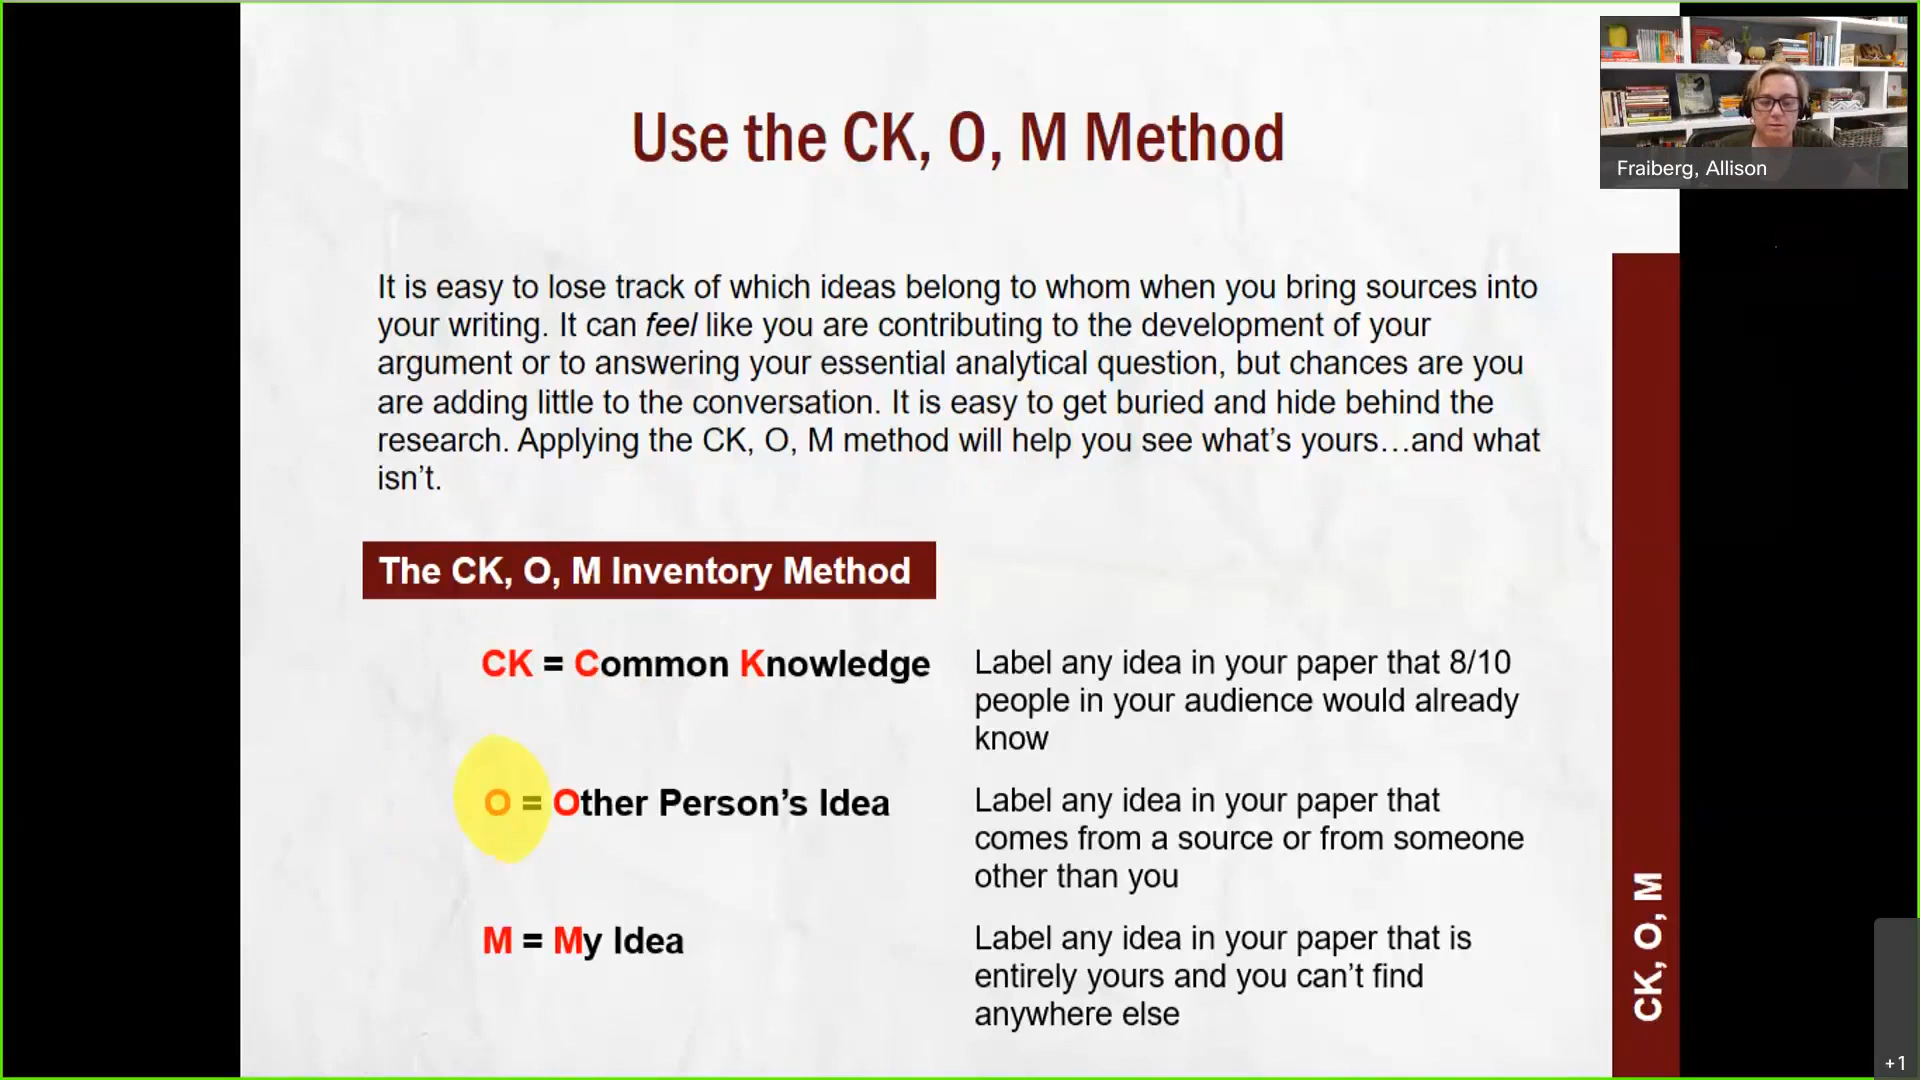 Use the CK, O, M Method
Fraiberg, Allison
It is easy to lose track of which ideas belong to whom when you bring sources into
your writing. It can feel like you are contributing to the development of your
argument or to answering your essential analytical question, but chances are you
are adding little to the conversation. It is easy to get buried and hide behind the
research. Applying the CK, O, M method will help you see what’s yours…and what
isn’t.
The CK, O, M Inventory Method
CK = Common Knowledge
Label any idea in your paper that 8/10
people in your audience would already
know
O = Other Person’s Idea
Label any idea in your paper that
comes from a source or from someone
other than you
M = My Idea
Label any idea in your paper that is
entirely yours and you can’t find
anywhere else
CK, O, M
+1